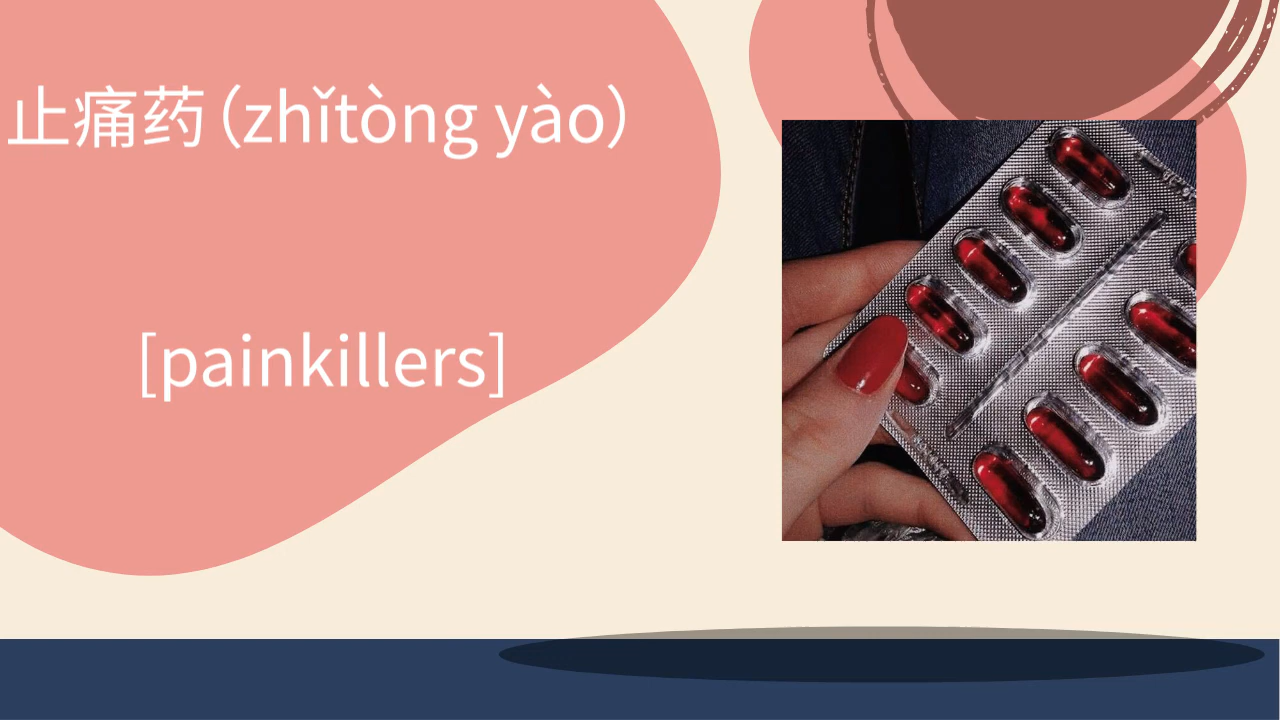 止痛药（zhǐtòng yào）
[painkillers]